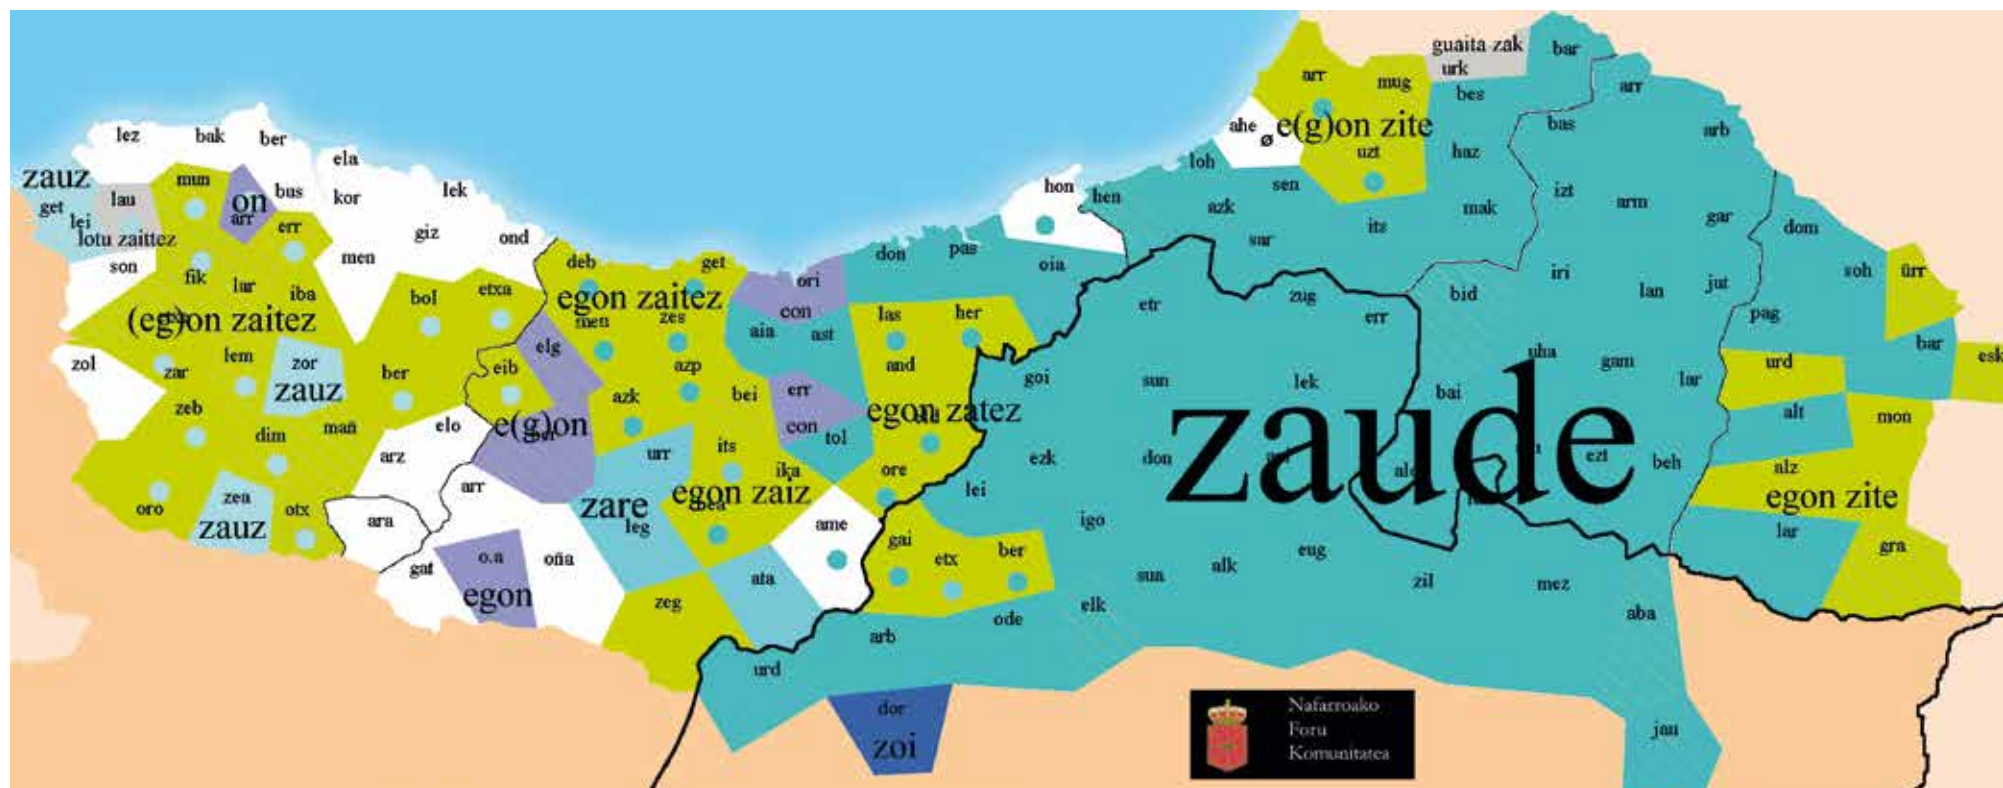 guaita zak
urk
bar
arr
mug
bes
arr
lez
bak
ber
ela
ahe
ø
e(g)on zite
bas
arb
uzt
haz
loh
zauz
mun
bus
kor
lek
hon
hen
sen
izt
get
lau
on
arr
azk
mak
arm
gar
lei
err
giz
ond
sar
its
dom
lotu zaittez
son
men
don
pas
oia
fik
lar
iba
bol
etxa
deb
get
ori
iri
lan
jut
soh
ürr
(eg)on zaitez
egon zaitez
men
zes
con
las
her
etr
zug
err
bid
pag
zol
lem
zor
elg
aia
ast
bar
esk
zar
zauz
ber
eib
azp
and
goi
sun
lek
uha
gam
lar
urd
zeb
azk
bei
err
bai
dim
mañ
elo
e(g)on
con
tol
egon zatez
zaude
alt
mon
arz
urr
its
ika
ore
ezk
don
ezt
beh
alz
zea
arr
zare
egon zaiz
lei
egon zite
oro
zauz
otx
ara
leg
ame
gai
igo
lar
gat
o.a
oña
ata
etx
ber
sua
alk
eug
zil
mez
gra
egon
zeg
ode
elk
aba
arb
urd
dor
zoi
jau
Nafarroako
Foru
Komunitatea